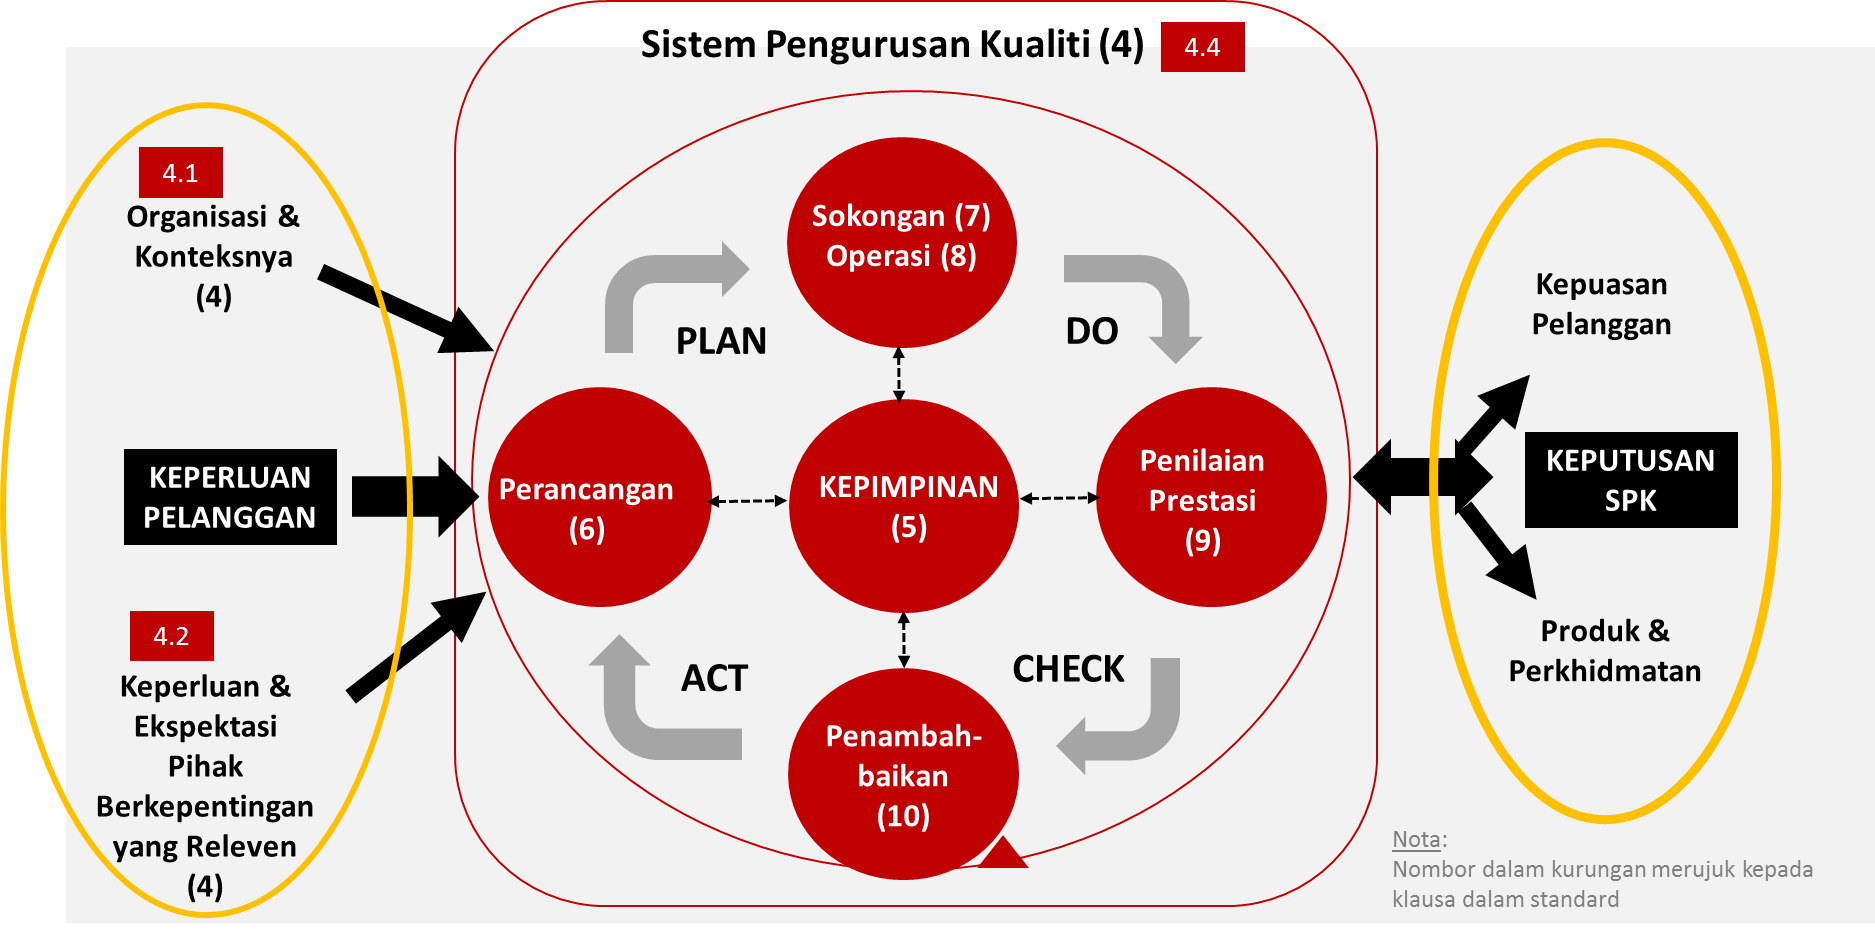 Sistem Pengurusan Kualiti (4)
4.4
4.1
Organisasi &
Konteksnya
(4)
KEPERLUAN
PELANGGAN
4.2
Keperluan &
Ekspektasi
Pihak
Berkepentingan
yang Releven
(4)
Sokongan (7)
Operasi (8)
PLAN
DO
Perancangan
(6)
KEPIMPINAN
(5)
Penilaian
Prestasi
(9)
ACT
CHECK
Penambah-
baikan
(10)
Kepuasan
Pelanggan
KEPUTUSAN
SPK
Produk &
Perkhidmatan
Nota:
Nombor dalam kurungan merujuk kepada
klausa dalam standard